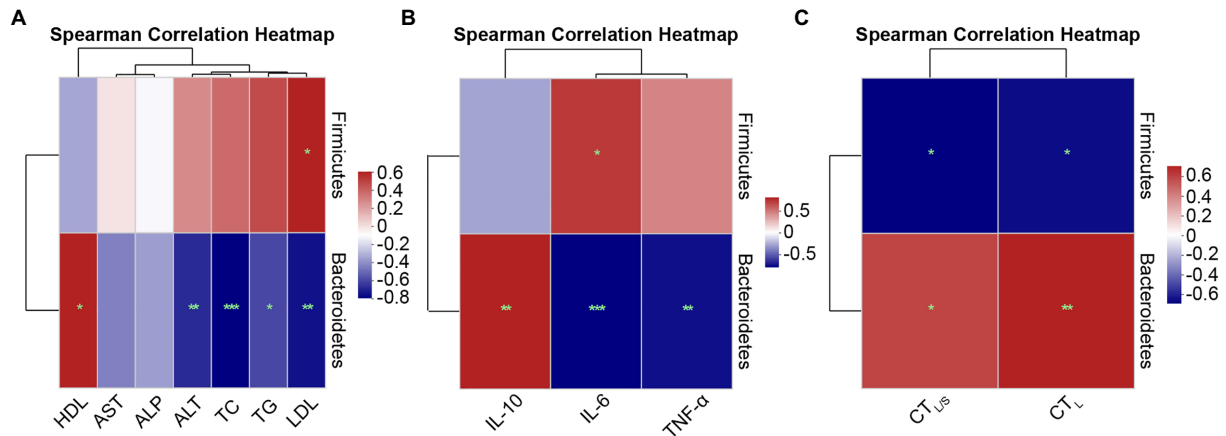 A
Spearman Correlation Heatmap
Firmicutes
*
0.6
0.4
0.2
0
-0.2
-0.4
-0.6
-0.8
Bacteroidetes
* ** *** * **
HDL AST ALP ALT TC TG LDL
B
Spearman Correlation Heatmap
Firmicutes
*
0.5
0
-0.5
Bacteroidetes
** *** **
IL-10 IL-6 TNF-α
C
Spearman Correlation Heatmap
Firmicutes
* *
0.6
0.4
0.2
0
-0.2
-0.4
-0.6
Bacteroidetes
* **
CT L/S CT L